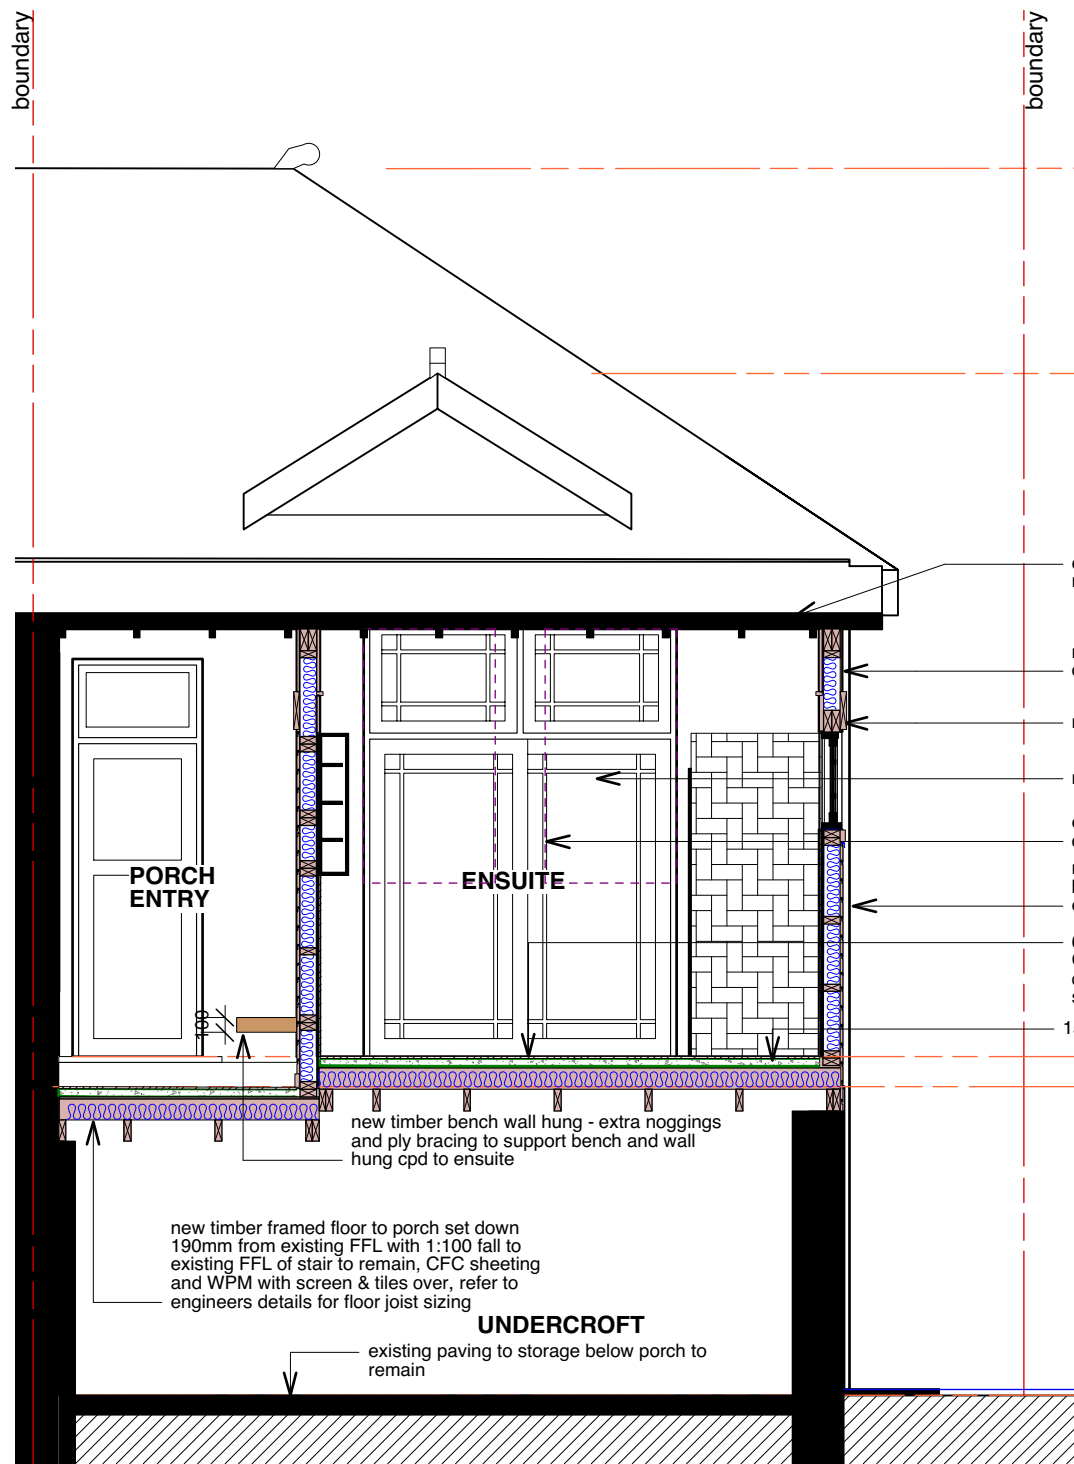 boundary
boundary
PORCH
ENTRY
ENSUITE
100
new timber bench wall hung - extra noggings
and ply bracing to support bench and wall
hung cpd to ensuite
new timber framed floor to porch set down
190mm from existing FFL with 1:100 fall to
existing FFL of stair to remain, CFC sheeting
and WPM with screen & tiles over, refer to
engineers details for floor joist sizing
UNDERCROFT
existing paving to storage below porch to
remain